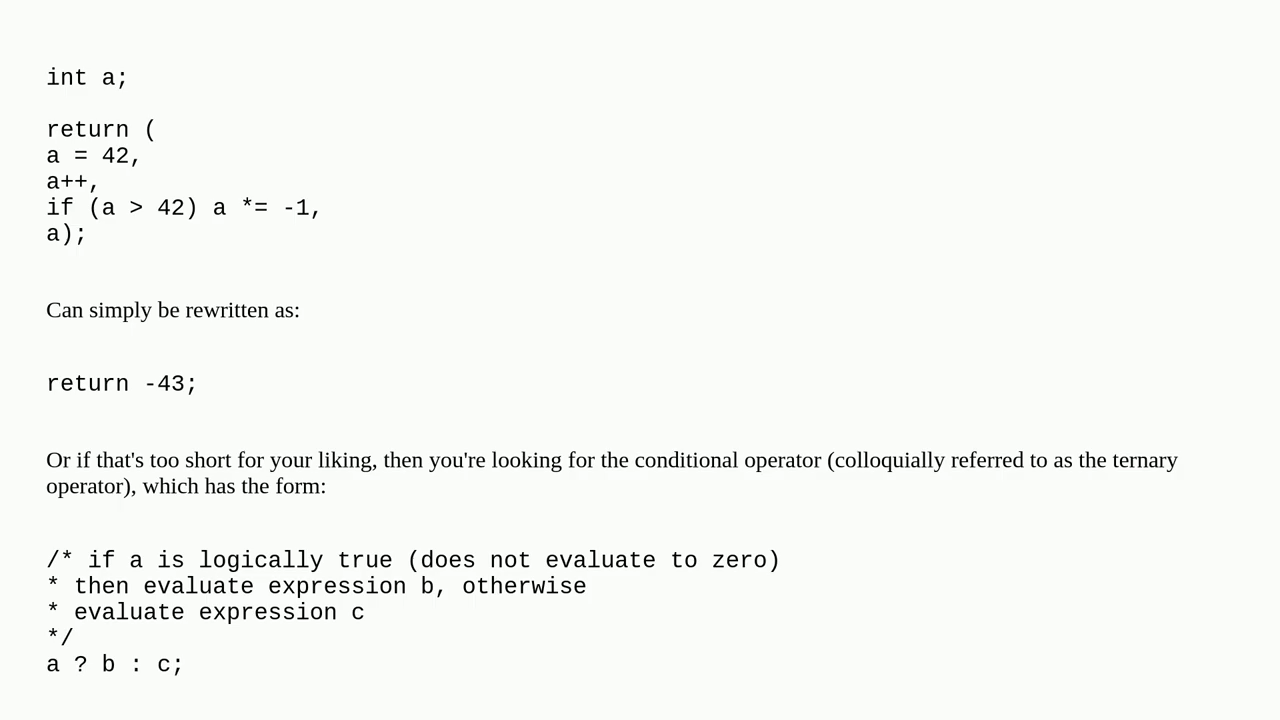 int a;
return (
a = 42,
a++,
if (a > 42) a *= -1,
a);
Can simply be rewritten as:
return -43;
Or if that's too short for your liking, then you're looking for the conditional operator (colloquially referred to as the ternary
operator), which has the form:
/* if a is logically true (does not evaluate to zero)
* then evaluate expression b, otherwise
* evaluate expression c
*/
a ? b : c;